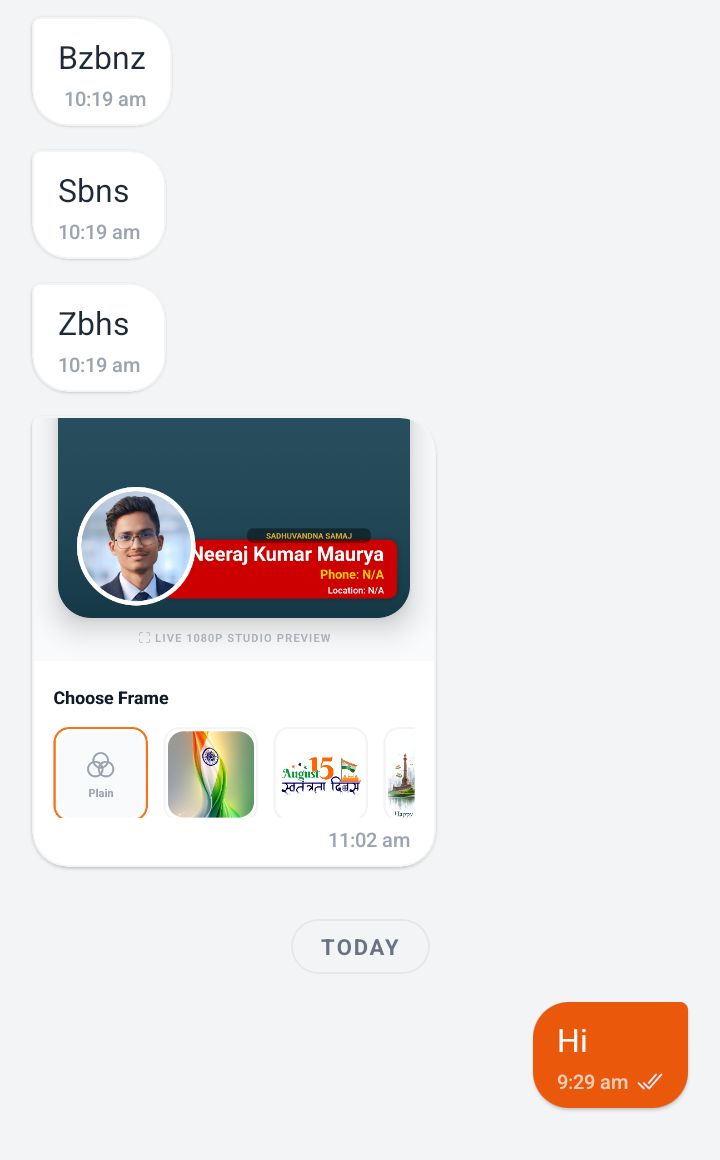 Bzbnz
10:19 am
Sbns
10:19 am
Zbhs
10:19 am
SADHUVANDNA SAMAJ
Neeraj Kumar Maurya
Phone: N/A
Location: N/A
LIVE 1080P STUDIO PREVIEW
Choose Frame
Plain
August 15
स्वतंत्रता दिवस
Happy
11:02 am
TODAY
Hi
9:29 am